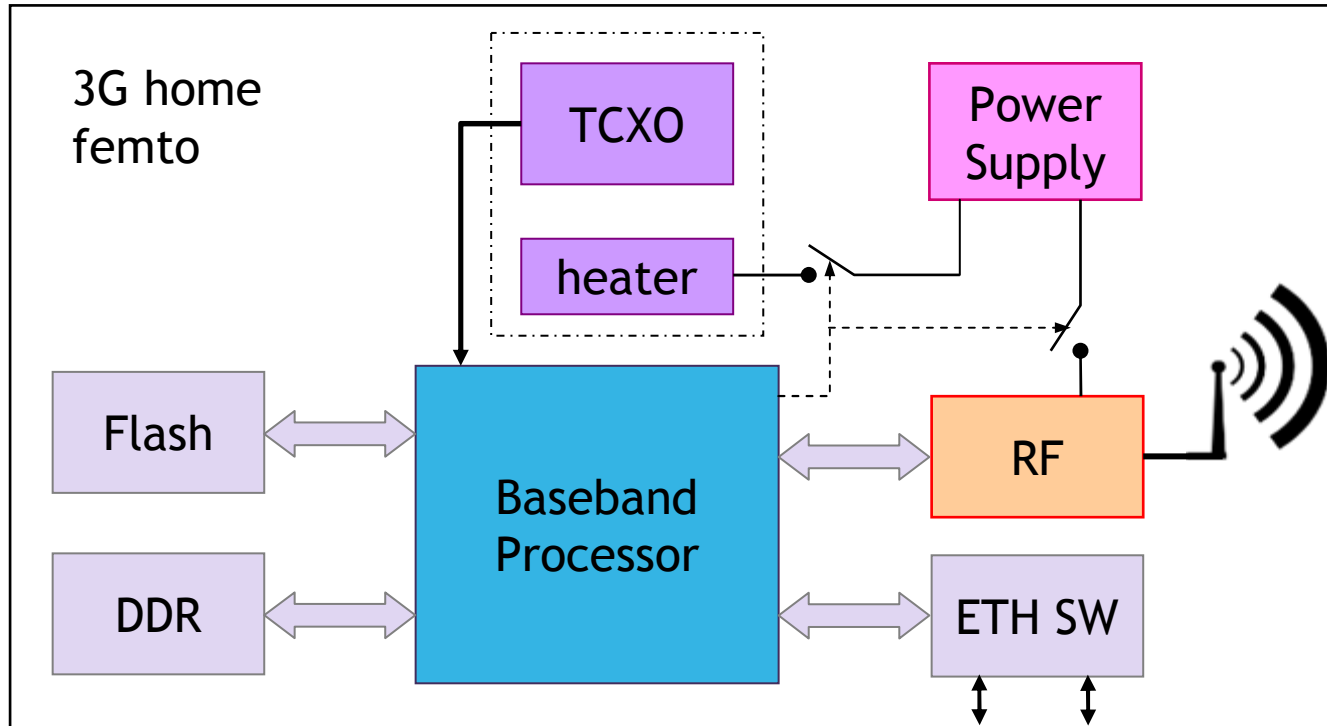 3G home
femto
TCXO
Power
Supply
heater
Flash
Baseband
Processor
RF
DDR
ETH SW